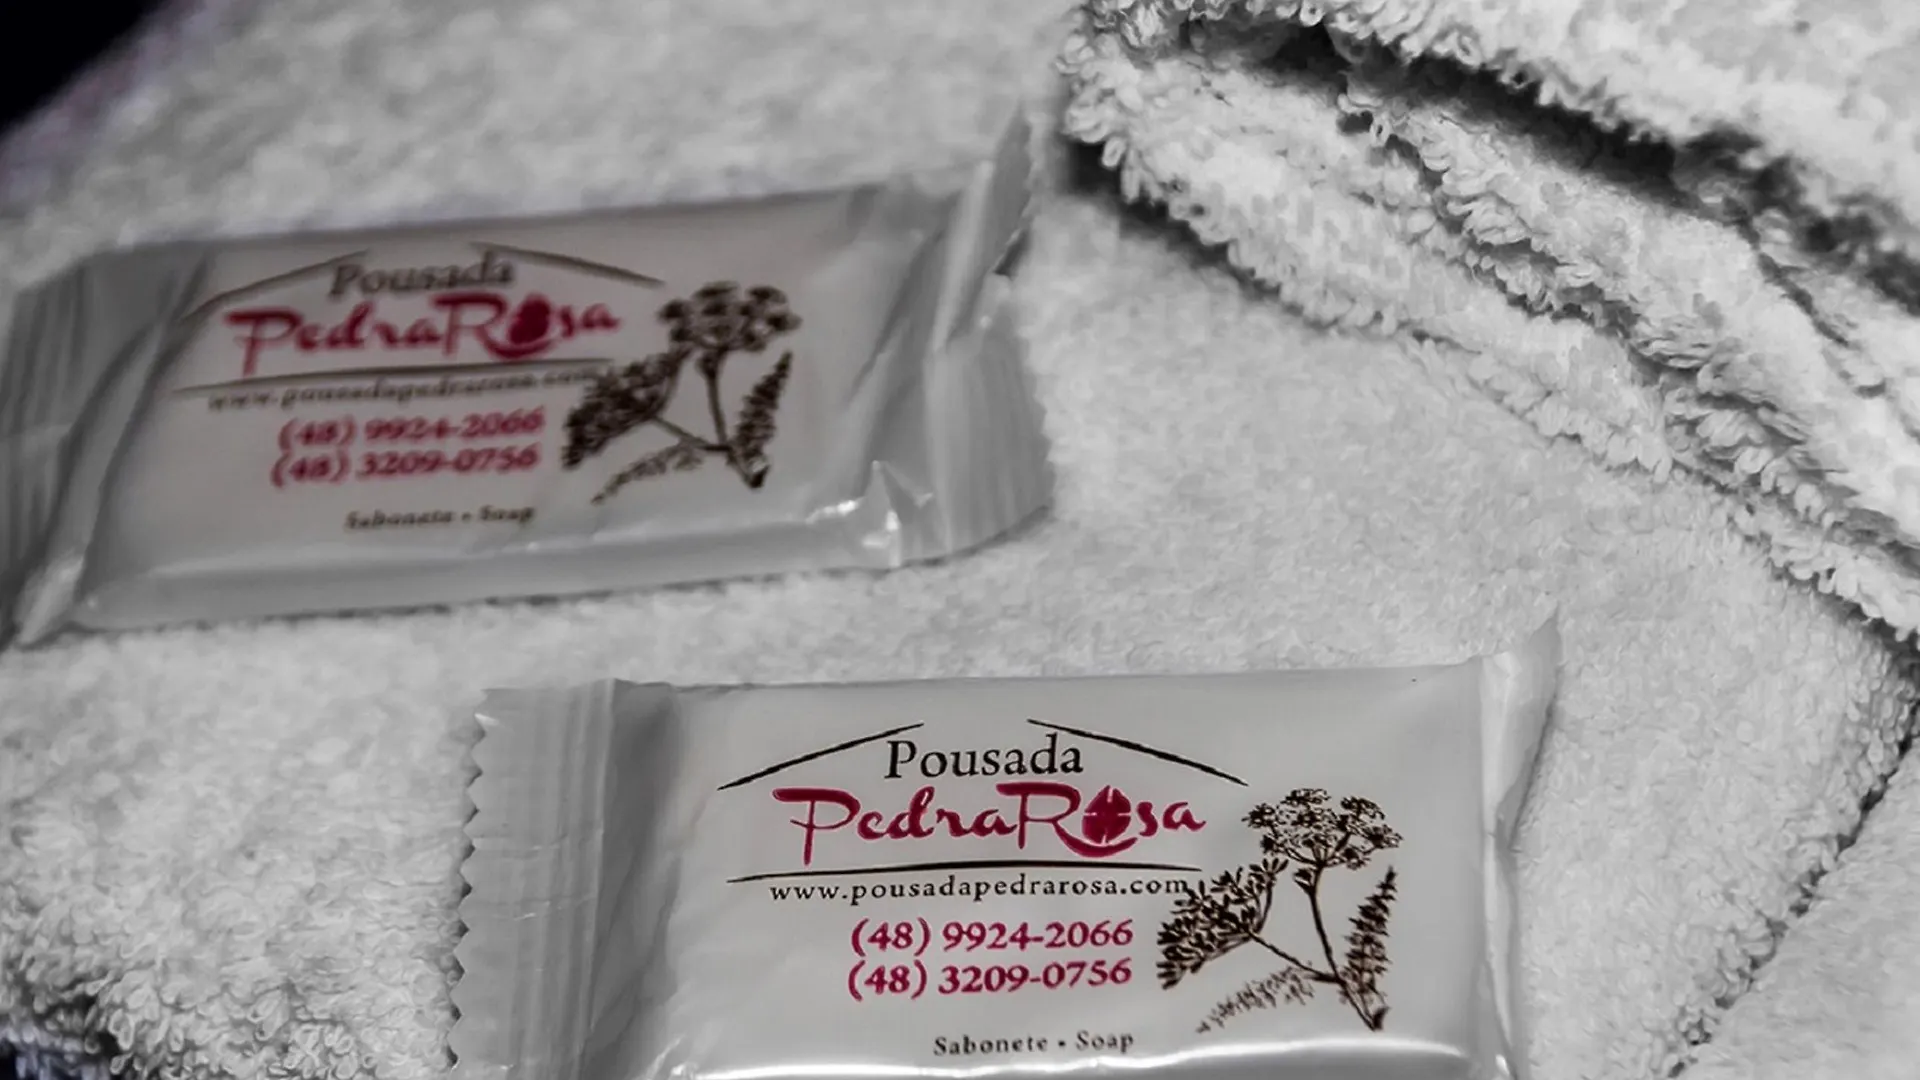 Pousada
PedraRosa
www.pousadapedrarosa.com
(48) 9924-2066
(48) 3209-0756
Sabonete • Soap
Pousada
PedraRosa
www.pousadapedrarosa.com
(48) 9924-2066
(48) 3209-0756
Sabonete • Soap